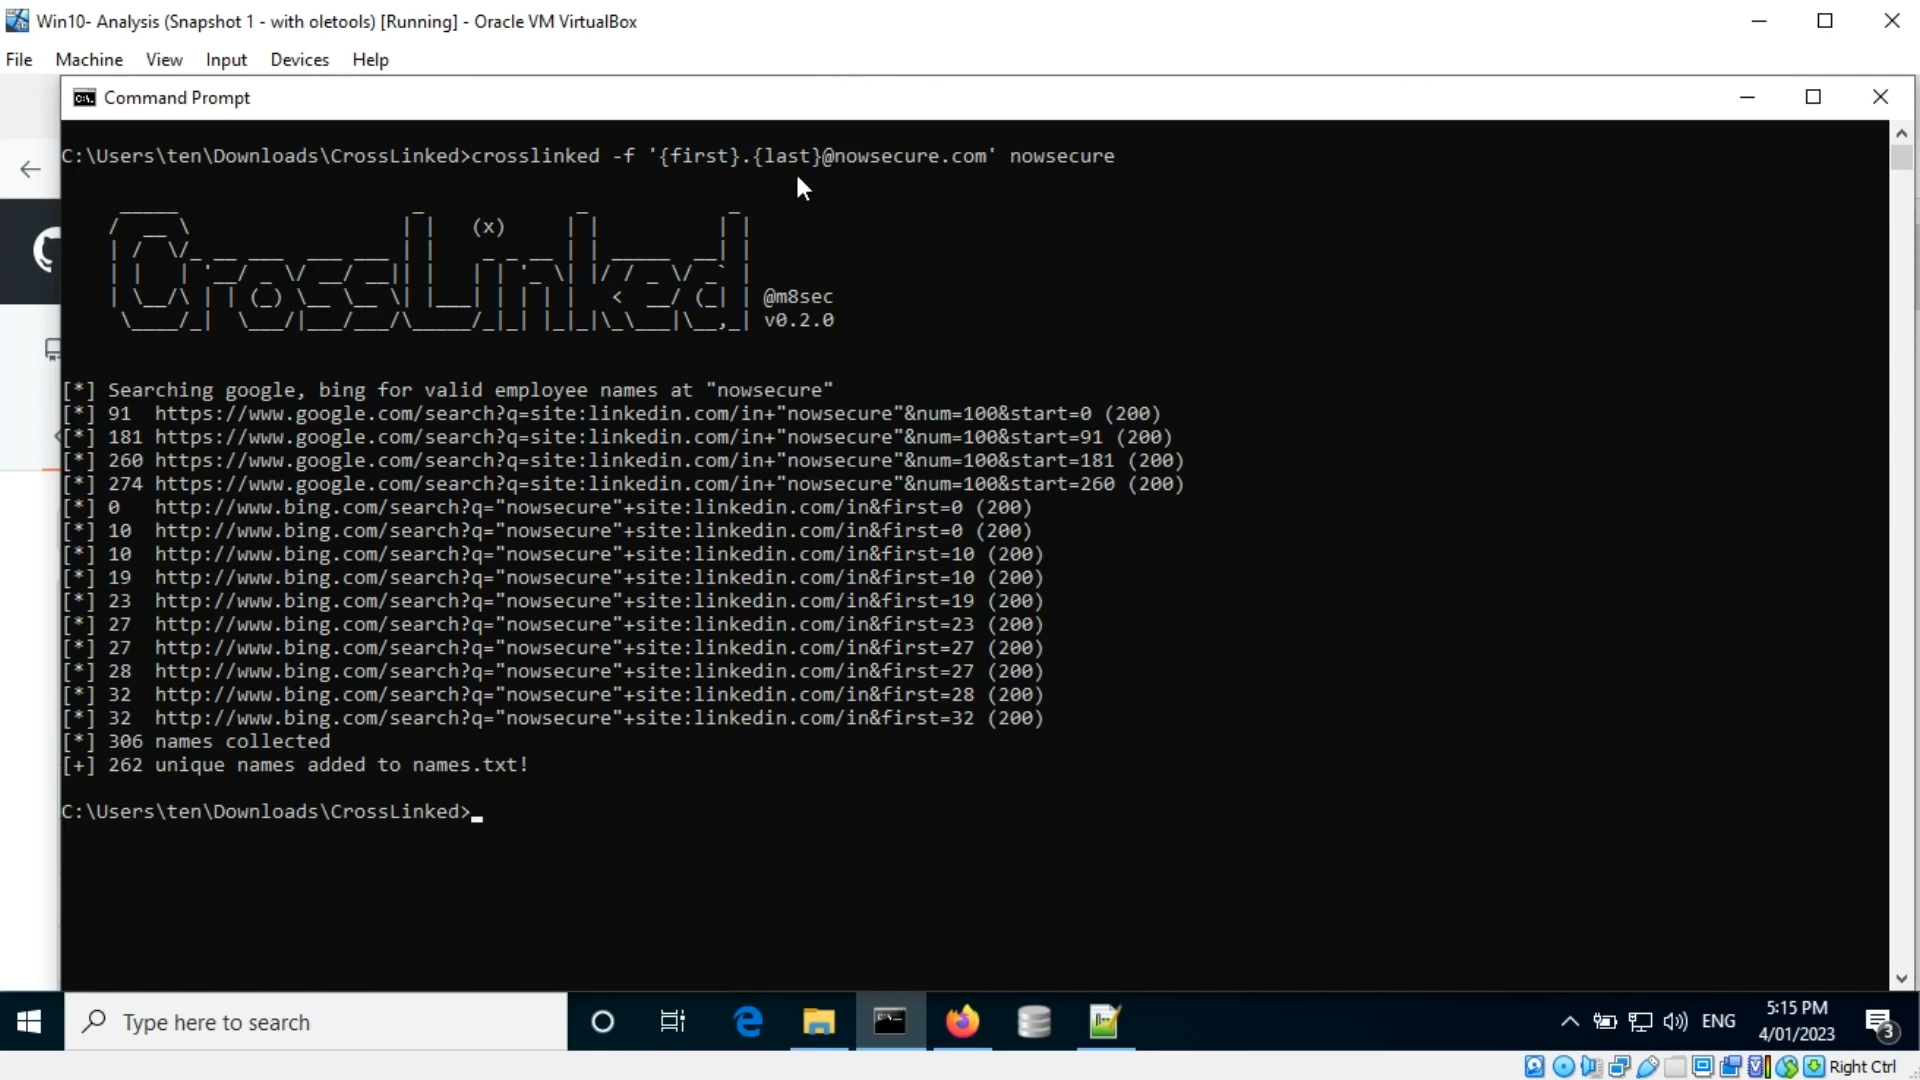 Win10- Analysis (Snapshot 1 - with oletools) [Running] - Oracle VM VirtualBox
File Machine View Input Devices Help
Command Prompt
C:\Users\ten\Downloads\CrossLinked>crosslinked -f '{first}.{last}@nowsecure.com' nowsecure
CrossLinked
(x)
@m8sec
v0.2.0
[*] Searching google, bing for valid employee names at "nowsecure"
[*] 91 https://www.google.com/search?q=site:linkedin.com/in+"nowsecure"&num=100&start=0 (200)
[*] 181 https://www.google.com/search?q=site:linkedin.com/in+"nowsecure"&num=100&start=91 (200)
[*] 260 https://www.google.com/search?q=site:linkedin.com/in+"nowsecure"&num=100&start=181 (200)
[*] 274 https://www.google.com/search?q=site:linkedin.com/in+"nowsecure"&num=100&start=260 (200)
[*] 0 http://www.bing.com/search?q="nowsecure"+site:linkedin.com/in&first=0 (200)
[*] 10 http://www.bing.com/search?q="nowsecure"+site:linkedin.com/in&first=0 (200)
[*] 10 http://www.bing.com/search?q="nowsecure"+site:linkedin.com/in&first=10 (200)
[*] 19 http://www.bing.com/search?q="nowsecure"+site:linkedin.com/in&first=10 (200)
[*] 23 http://www.bing.com/search?q="nowsecure"+site:linkedin.com/in&first=19 (200)
[*] 27 http://www.bing.com/search?q="nowsecure"+site:linkedin.com/in&first=23 (200)
[*] 27 http://www.bing.com/search?q="nowsecure"+site:linkedin.com/in&first=27 (200)
[*] 28 http://www.bing.com/search?q="nowsecure"+site:linkedin.com/in&first=27 (200)
[*] 32 http://www.bing.com/search?q="nowsecure"+site:linkedin.com/in&first=28 (200)
[*] 32 http://www.bing.com/search?q="nowsecure"+site:linkedin.com/in&first=32 (200)
[*] 306 names collected
[+] 262 unique names added to names.txt!
C:\Users\ten\Downloads\CrossLinked>_
Type here to search
ENG
5:15 PM
4/01/2023
3
Right Ctrl